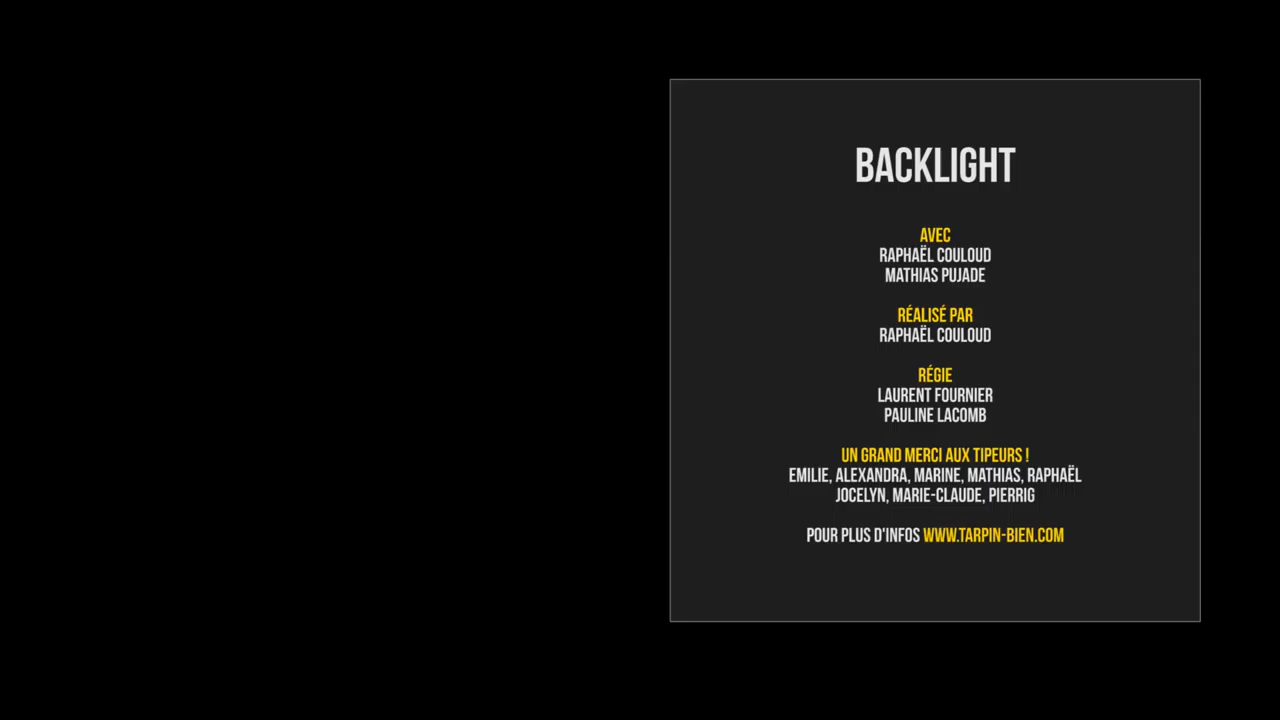 BACKLIGHT
AVEC
RAPHAËL COULOUD
MATHIAS PUJADE
RÉALISÉ PAR
RAPHAËL COULOUD
RÉGIE
LAURENT FOURNIER
PAULINE LACOMB
UN GRAND MERCI AUX TIPEURS !
EMILIE, ALEXANDRA, MARINE, MATHIAS, RAPHAËL
JOCELYN, MARIE-CLAUDE, PIERRIG
POUR PLUS D'INFOS WWW.TARPIN-BIEN.COM